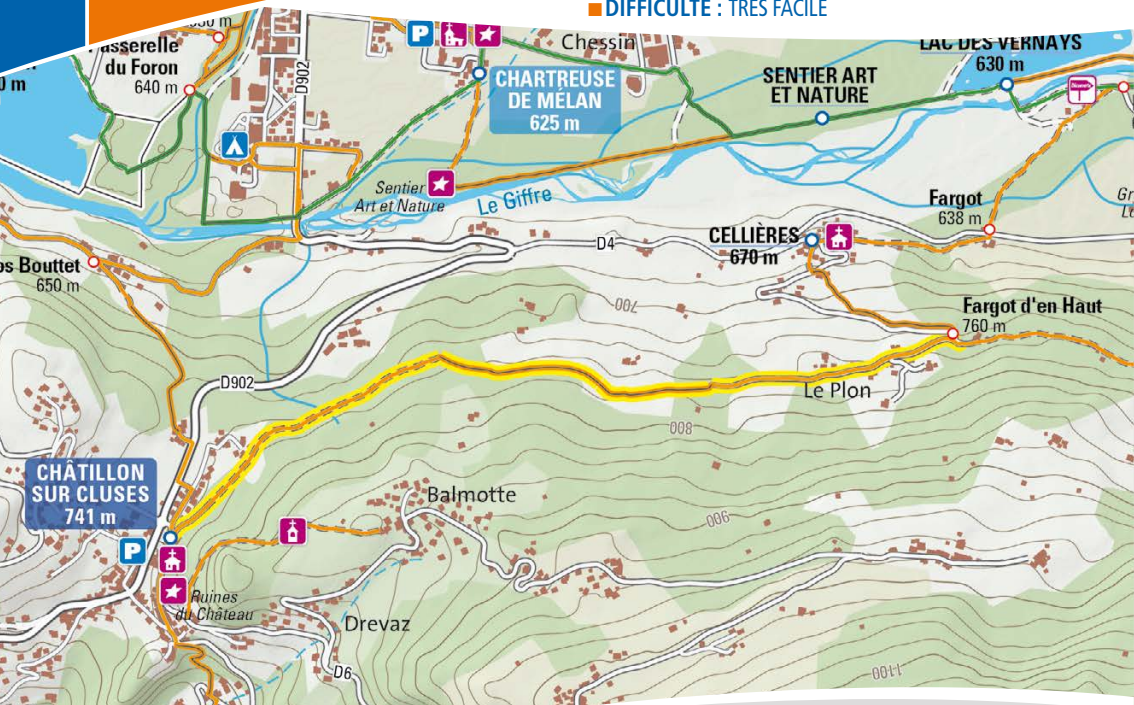 DIFFICULTÉ : TRÈS FACILE
Passerelle
du Foron
640 m
D902
Chessin
CHARTREUSE
DE MÉLAN
625 m
LAC DES VERNAYS
630 m
SENTIER ART
ET NATURE
Sentier
Art et Nature
Le Giffre
Fargot
638 m
CELLIÈRES
670 m
D4
os Bouttet
650 m
700
Fargot d'en Haut
760 m
D902
Le Plon
800
CHÂTILLON
SUR CLUSES
741 m
Balmotte
900
Ruines
du Château
Drevaz
D6
1100